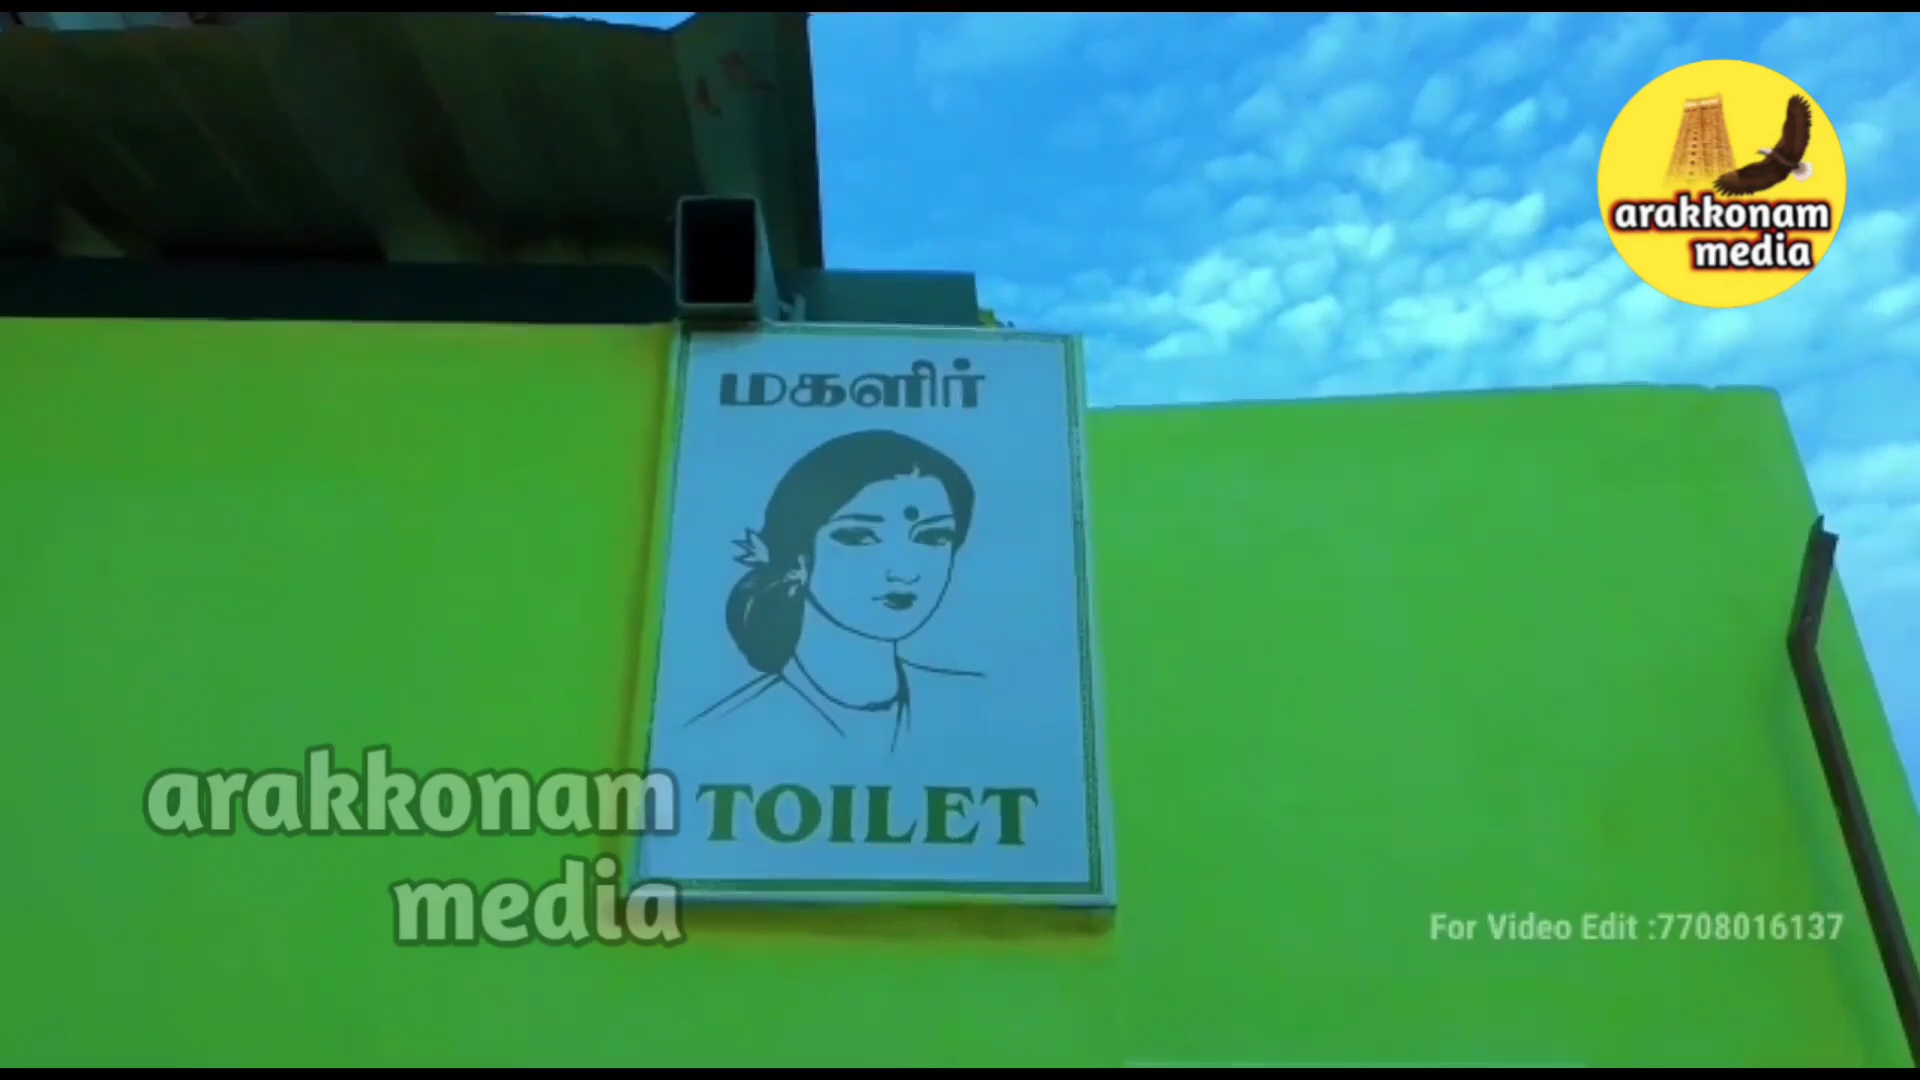 arakkonam
media
மகளிர்
TOILET
arakkonam
media
For Video Edit :7708016137